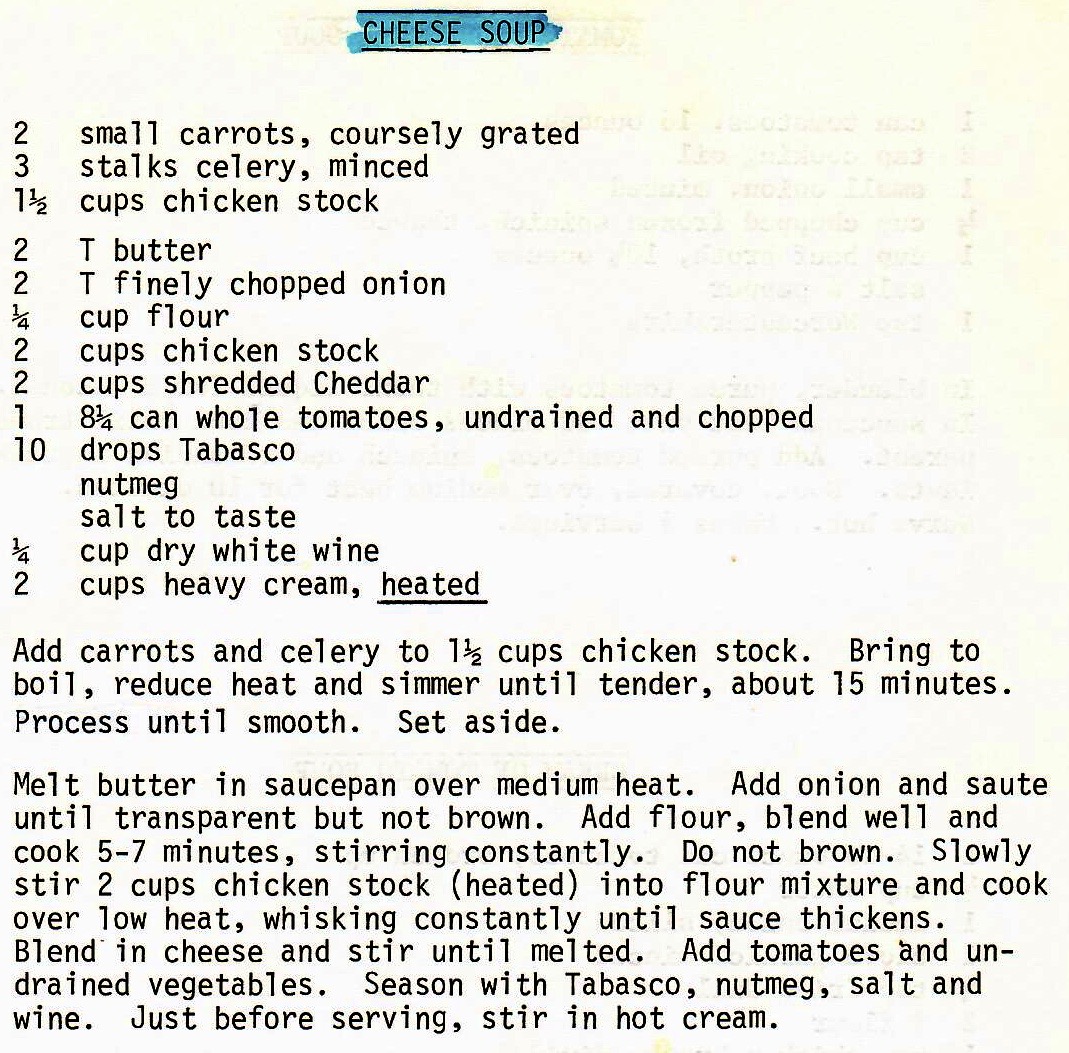 CHEESE SOUP
2 small carrots, coursely grated
3 stalks celery, minced
1½ cups chicken stock
2 T butter
2 T finely chopped onion
¼ cup flour
2 cups chicken stock
2 cups shredded Cheddar
1 8¼ can whole tomatoes, undrained and chopped
10 drops Tabasco
nutmeg
salt to taste
¼ cup dry white wine
2 cups heavy cream, heated
Add carrots and celery to 1½ cups chicken stock. Bring to
boil, reduce heat and simmer until tender, about 15 minutes.
Process until smooth. Set aside.
Melt butter in saucepan over medium heat. Add onion and saute
until transparent but not brown. Add flour, blend well and
cook 5-7 minutes, stirring constantly. Do not brown. Slowly
stir 2 cups chicken stock (heated) into flour mixture and cook
over low heat, whisking constantly until sauce thickens.
Blend in cheese and stir until melted. Add tomatoes and un-
drained vegetables. Season with Tabasco, nutmeg, salt and
wine. Just before serving, stir in hot cream.